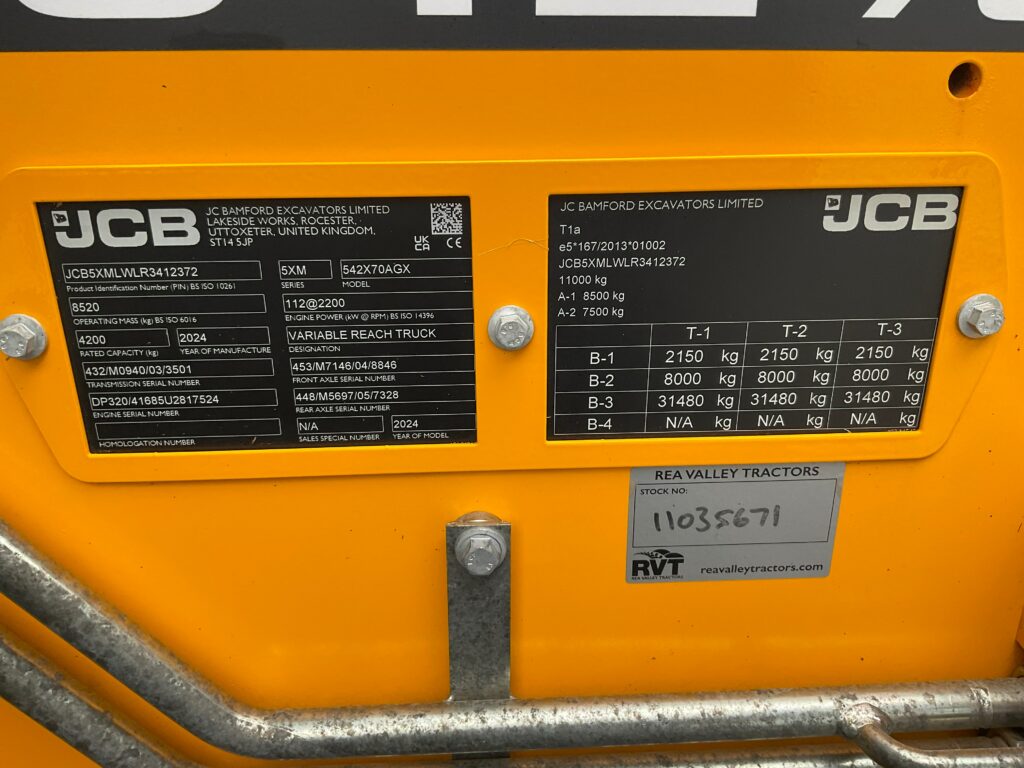 JCB
JC BAMFORD EXCAVATORS LIMITED
LAKESIDE WORKS, ROCESTER,
UTTOXETER, UNITED KINGDOM.
ST14 5JP
UK
CA CE
JCB5XMLWLR3412372
Product Identification Number (PIN) BS ISO 10261
5XM
SERIES
542X70AGX
MODEL
8520
OPERATING MASS (kg) BS ISO 6016
112@2200
ENGINE POWER (kW @ RPM) BS ISO 14396
4200
RATED CAPACITY (kg)
2024
YEAR OF MANUFACTURE
VARIABLE REACH TRUCK
DESIGNATION
432/M0940/03/3501
TRANSMISSION SERIAL NUMBER
453/M7146/04/8846
FRONT AXLE SERIAL NUMBER
DP320/41685U2817524
ENGINE SERIAL NUMBER
448/M5697/05/7328
REAR AXLE SERIAL NUMBER
HOMOLOGATION NUMBER
N/A
SALES SPECIAL NUMBER
2024
YEAR OF MODEL
JC BAMFORD EXCAVATORS LIMITED
JCB
T1a
e5*167/2013*01002
JCB5XMLWLR3412372
11000 kg
A-1 8500 kg
A-2 7500 kg
T-1 T-2 T-3
B-1 2150 kg 2150 kg 2150 kg
B-2 8000 kg 8000 kg 8000 kg
B-3 31480 kg 31480 kg 31480 kg
B-4 N/A kg N/A kg N/A kg
REA VALLEY TRACTORS
STOCK NO:
11035671
RVT
REA VALLEY TRACTORS
reavalleytractors.com